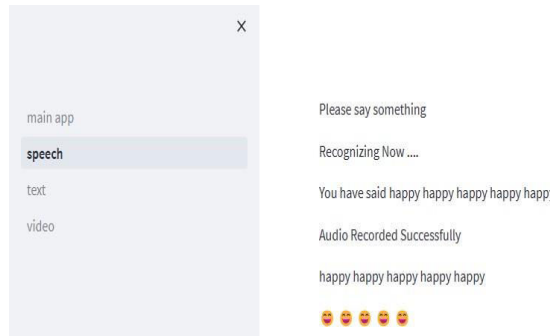 X
main app
speech
text
video
Please say something
Recognizing Now ....
You have said happy happy happy happy happy
Audio Recorded Successfully
happy happy happy happy happy
😄 😄 😄 😄 😄